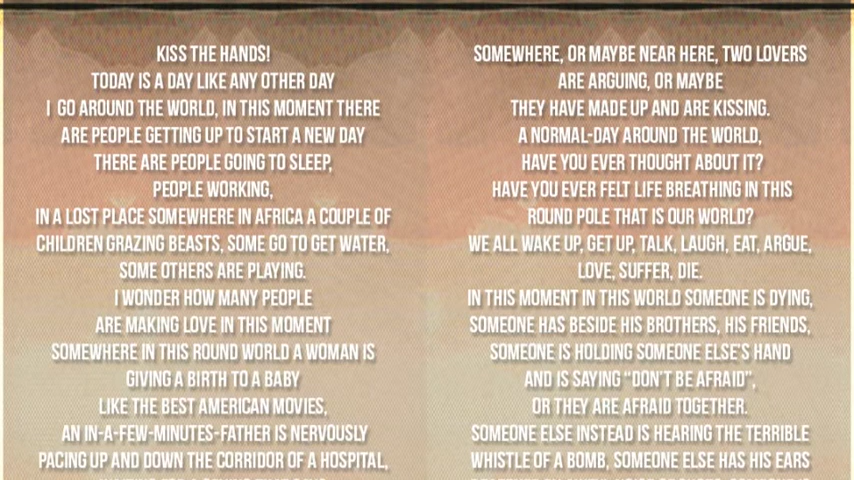 KISS THE HANDS!
TODAY IS A DAY LIKE ANY OTHER DAY
I GO AROUND THE WORLD, IN THIS MOMENT THERE
ARE PEOPLE GETTING UP TO START A NEW DAY
THERE ARE PEOPLE GOING TO SLEEP,
PEOPLE WORKING,
IN A LOST PLACE SOMEWHERE IN AFRICA A COUPLE OF
CHILDREN GRAZING BEASTS, SOME GO TO GET WATER,
SOME OTHERS ARE PLAYING.
I WONDER HOW MANY PEOPLE
ARE MAKING LOVE IN THIS MOMENT
SOMEWHERE IN THIS ROUND WORLD A WOMAN IS
GIVING A BIRTH TO A BABY
LIKE THE BEST AMERICAN MOVIES,
AN IN-A-FEW-MINUTES-FATHER IS NERVOUSLY
PACING UP AND DOWN THE CORRIDOR OF A HOSPITAL,
SOMEWHERE, OR MAYBE NEAR HERE, TWO LOVERS
ARE ARGUING, OR MAYBE
THEY HAVE MADE UP AND ARE KISSING.
A NORMAL-DAY AROUND THE WORLD,
HAVE YOU EVER THOUGHT ABOUT IT?
HAVE YOU EVER FELT LIFE BREATHING IN THIS
ROUND POLE THAT IS OUR WORLD?
WE ALL WAKE UP, GET UP, TALK, LAUGH, EAT, ARGUE,
LOVE, SUFFER, DIE.
IN THIS MOMENT IN THIS WORLD SOMEONE IS DYING,
SOMEONE HAS BESIDE HIS BROTHERS, HIS FRIENDS,
SOMEONE IS HOLDING SOMEONE ELSE'S HAND
AND IS SAYING "DON'T BE AFRAID",
OR THEY ARE AFRAID TOGETHER.
SOMEONE ELSE INSTEAD IS HEARING THE TERRIBLE
WHISTLE OF A BOMB, SOMEONE ELSE HAS HIS EARS